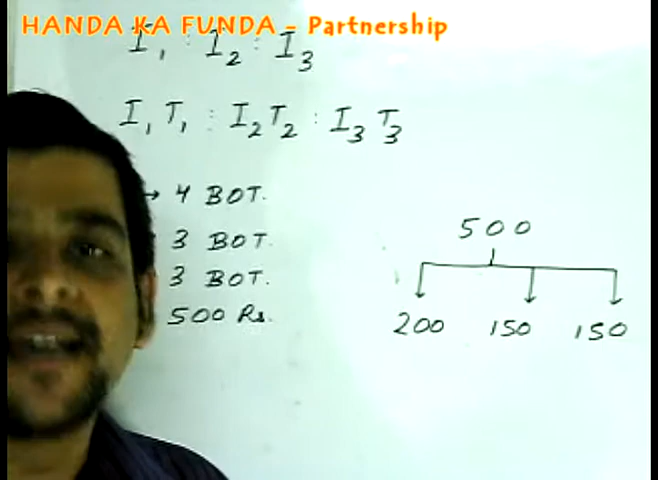 HANDA KA FUNDA - Partnership
I₁ : I₂ : I₃
I₁T₁ : I₂T₂ : I₃T₃
→ 4 BOT.
3 BOT.
3 BOT.
500 Rs.
500
200 150 150